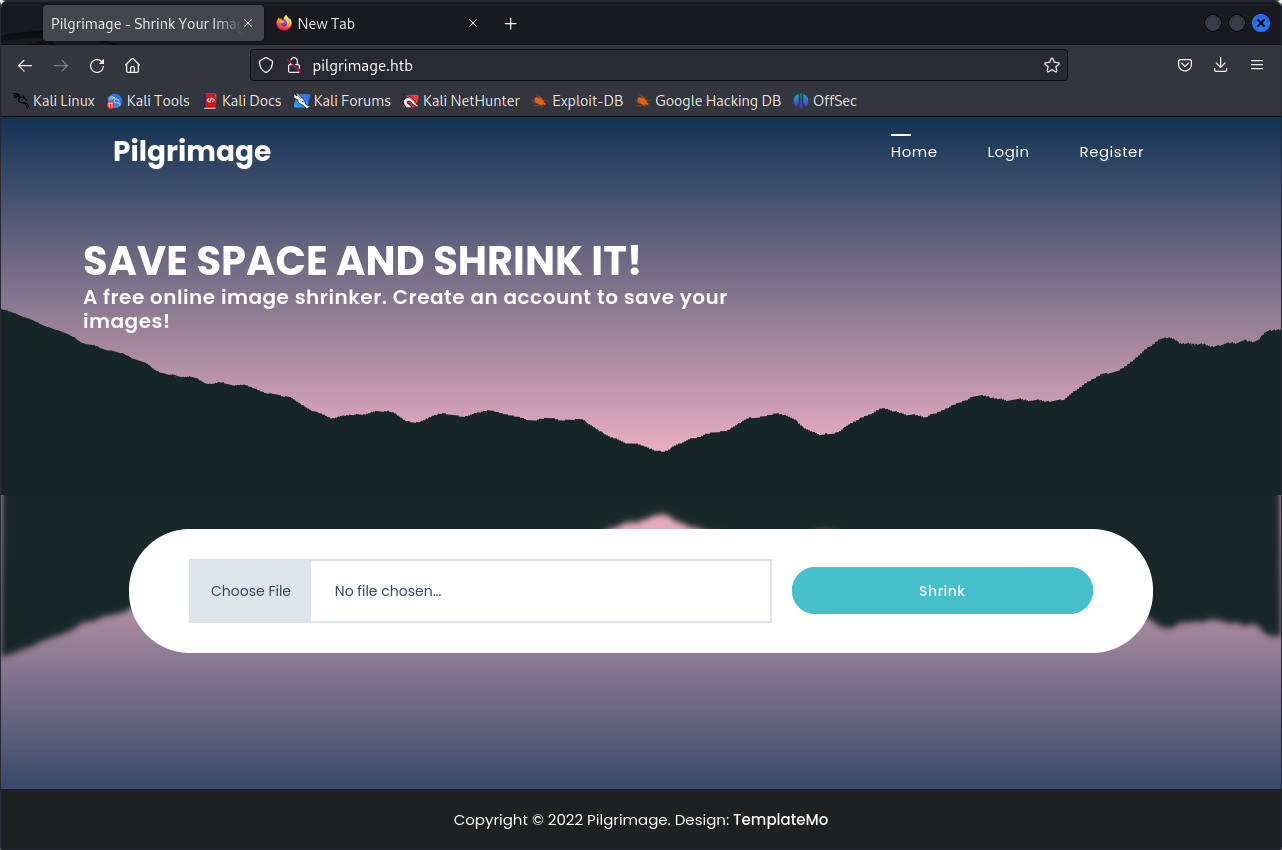 Pilgrimage - Shrink Your Imag
New Tab
pilgrimage.htb
Kali Linux Kali Tools Kali Docs Kali Forums Kali NetHunter Exploit-DB Google Hacking DB OffSec
Pilgrimage Home Login Register
SAVE SPACE AND SHRINK IT!
A free online image shrinker. Create an account to save your
images!
Choose File No file chosen... Shrink
Copyright © 2022 Pilgrimage. Design: TemplateMo